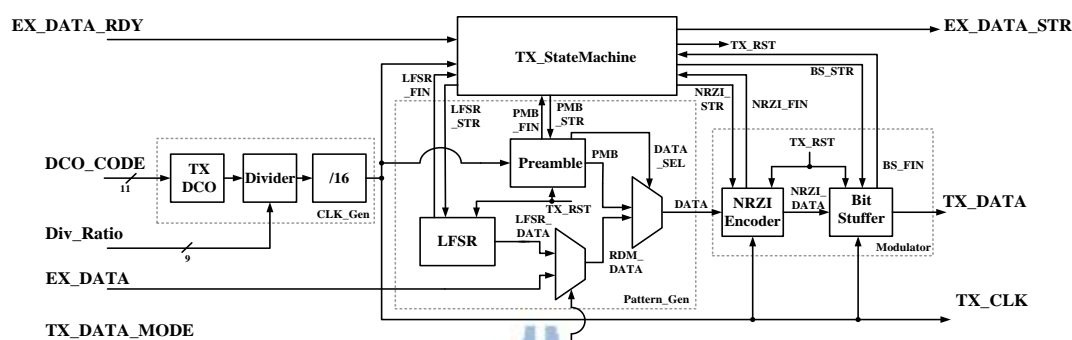 EX_DATA_RDY
EX_DATA_STR
TX_StateMachine
TX_RST
BS_STR
LFSR
_FIN
LFSR
_STR
PMB
_FIN
PMB
_STR
NRZI_
STR
NRZI_FIN
TX_RST
BS_FIN
DCO_CODE
11
TX
DCO
Divider
/16
CLK_Gen
Preamble
PMB
DATA
_SEL
TX_RST
LFSR
LFSR_
DATA
RDM_
DATA
DATA
NRZI
Encoder
NRZI_
DATA
Bit
Stuffer
Modulator
TX_DATA
Div_Ratio
9
EX_DATA
Pattern_Gen
TX_CLK
TX_DATA_MODE